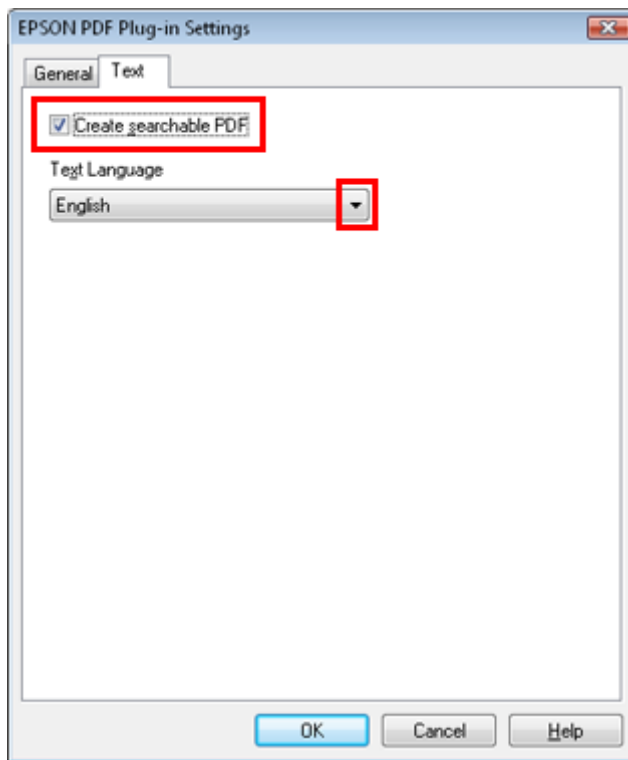 EPSON PDF Plug-in Settings
General Text
Create searchable PDF
Text Language
English
OK Cancel Help